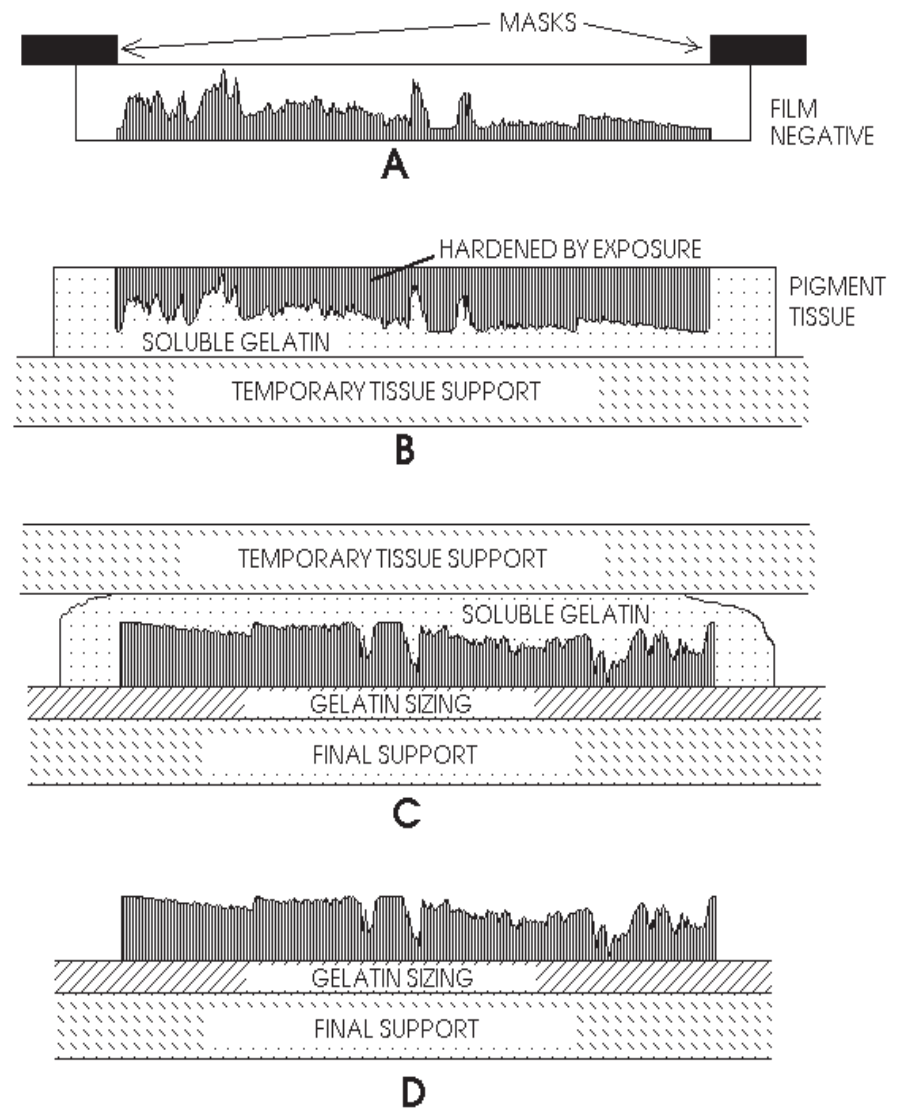 MASKS
FILM
NEGATIVE
A
HARDENED BY EXPOSURE
PIGMENT
TISSUE
SOLUBLE GELATIN
TEMPORARY TISSUE SUPPORT
B
TEMPORARY TISSUE SUPPORT
SOLUBLE GELATIN
GELATIN SIZING
FINAL SUPPORT
C
GELATIN SIZING
FINAL SUPPORT
D